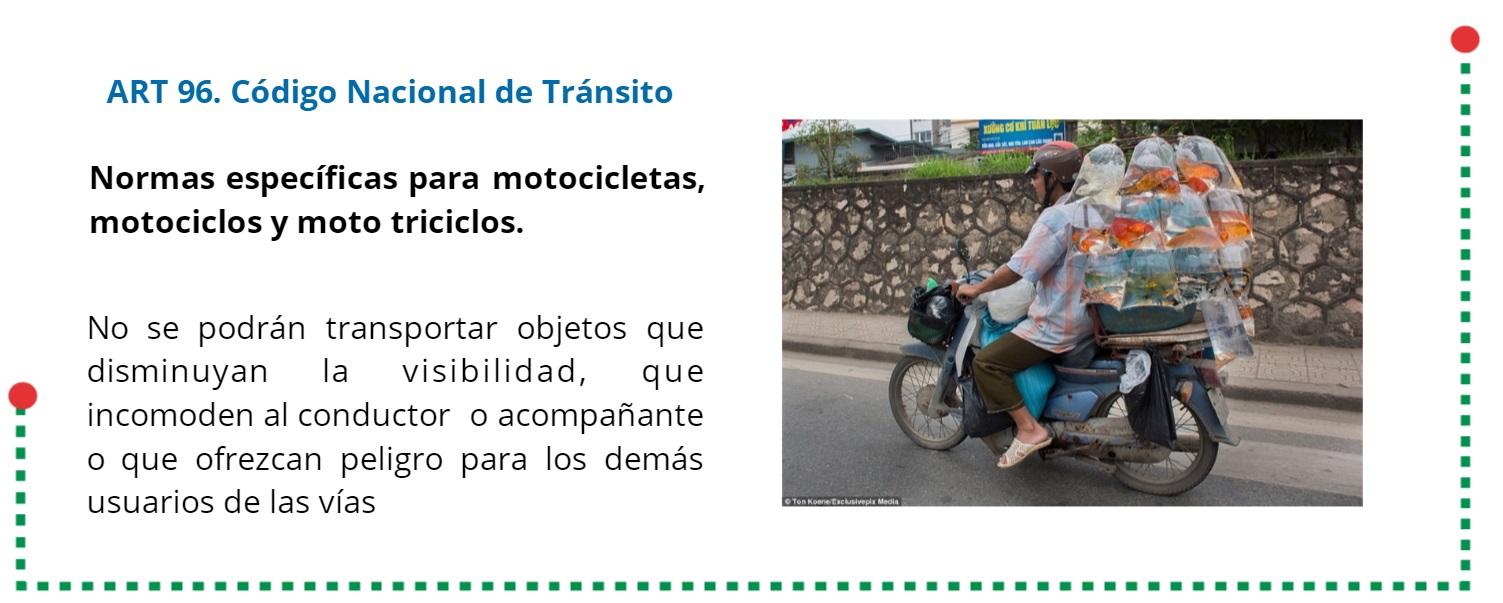 ART 96. Código Nacional de Tránsito
Normas específicas para motocicletas,
motociclos y moto triciclos.
No se podrán transportar objetos que
disminuyan la visibilidad, que
incomoden al conductor o acompañante
o que ofrezcan peligro para los demás
usuarios de las vías
XƯỞNG CƠ KHÍ TUẤN LỘC
© Ton Koene/Exclusivepix Media